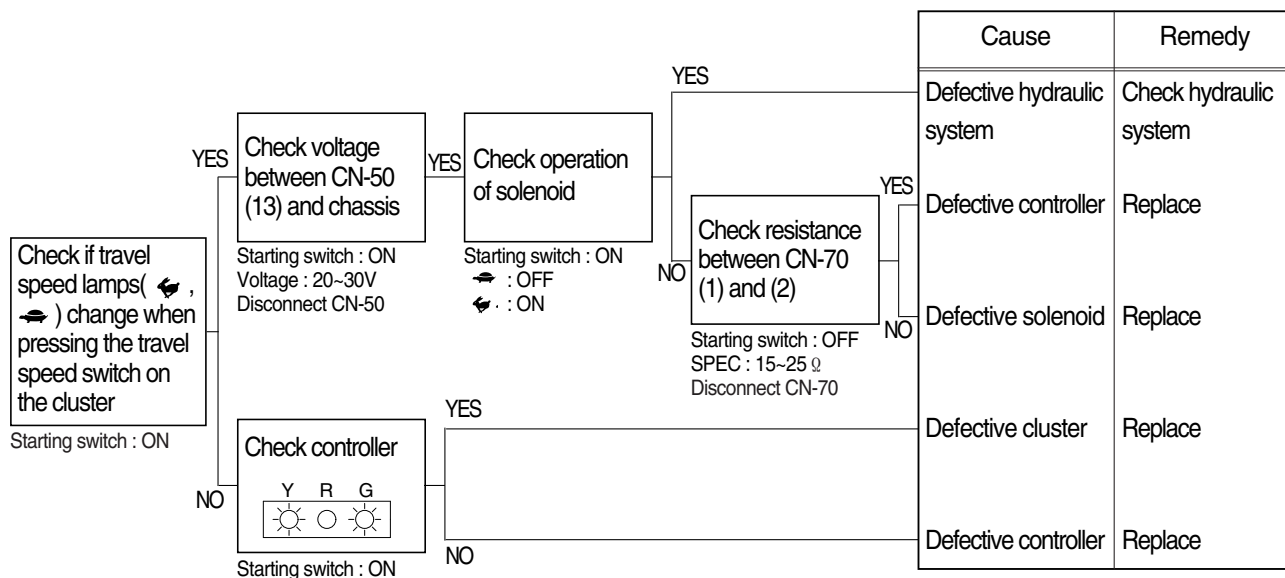 Check if travel
speed lamps( ,
) change when
pressing the travel
speed switch on
the cluster
Starting switch : ON
YES
Check voltage
between CN-50
(13) and chassis
Starting switch : ON
Voltage : 20~30V
Disconnect CN-50
YES
Check operation
of solenoid
Starting switch : ON
: OFF
: ON
YES
NO
Check resistance
between CN-70
(1) and (2)
Starting switch : OFF
SPEC : 15~25 Ω
Disconnect CN-70
YES
NO
NO
Check controller
Y R G
Starting switch : ON
YES
NO
Cause Remedy
Defective hydraulic Check hydraulic
system system
Defective controller Replace
Defective solenoid Replace
Defective cluster Replace
Defective controller Replace